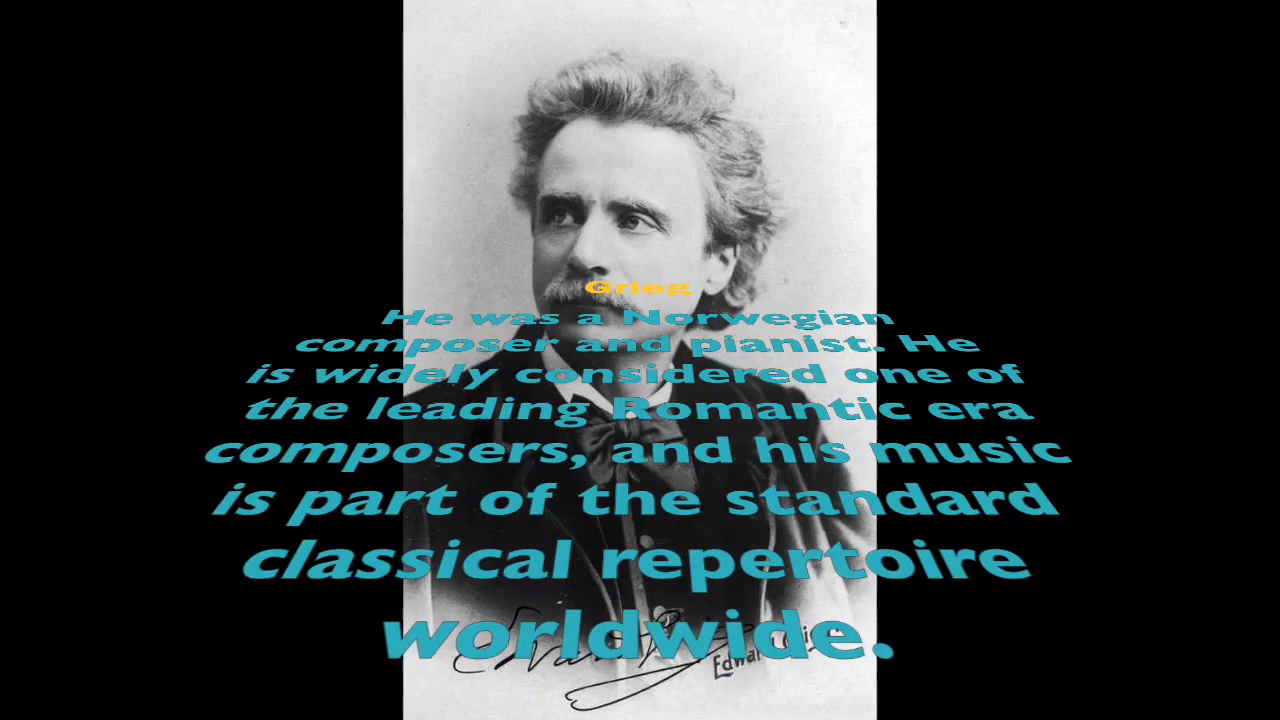 Grieg
He was a Norwegian
composer and pianist. He
is widely considered one of
the leading Romantic era
composers, and his music
is part of the standard
classical repertoire
worldwide.